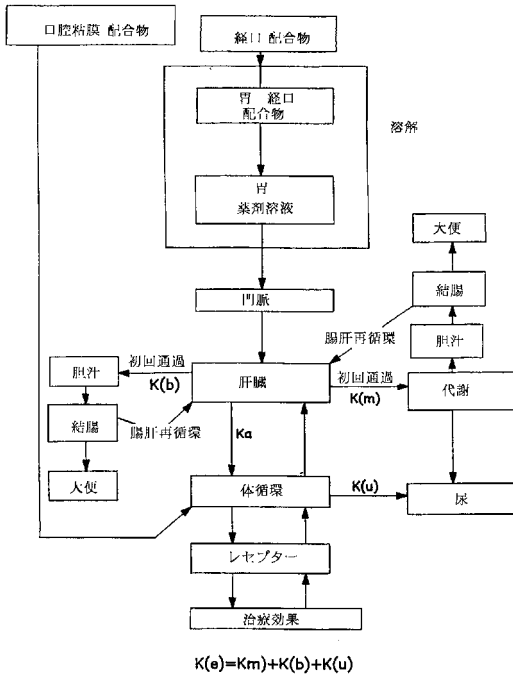 口腔粘膜 配合物
経口 配合物
胃 経口
配合物
溶解
胃
薬剤溶液
大便
門脈
結腸
腸肝再循環
胆汁
胆汁
初回通過
K(b)
肝臓
初回通過
K(m)
代謝
結腸
腸肝再循環
Ka
大便
体循環
K(u)
尿
レセプター
治療効果
K(e)=Km)+K(b)+K(u)